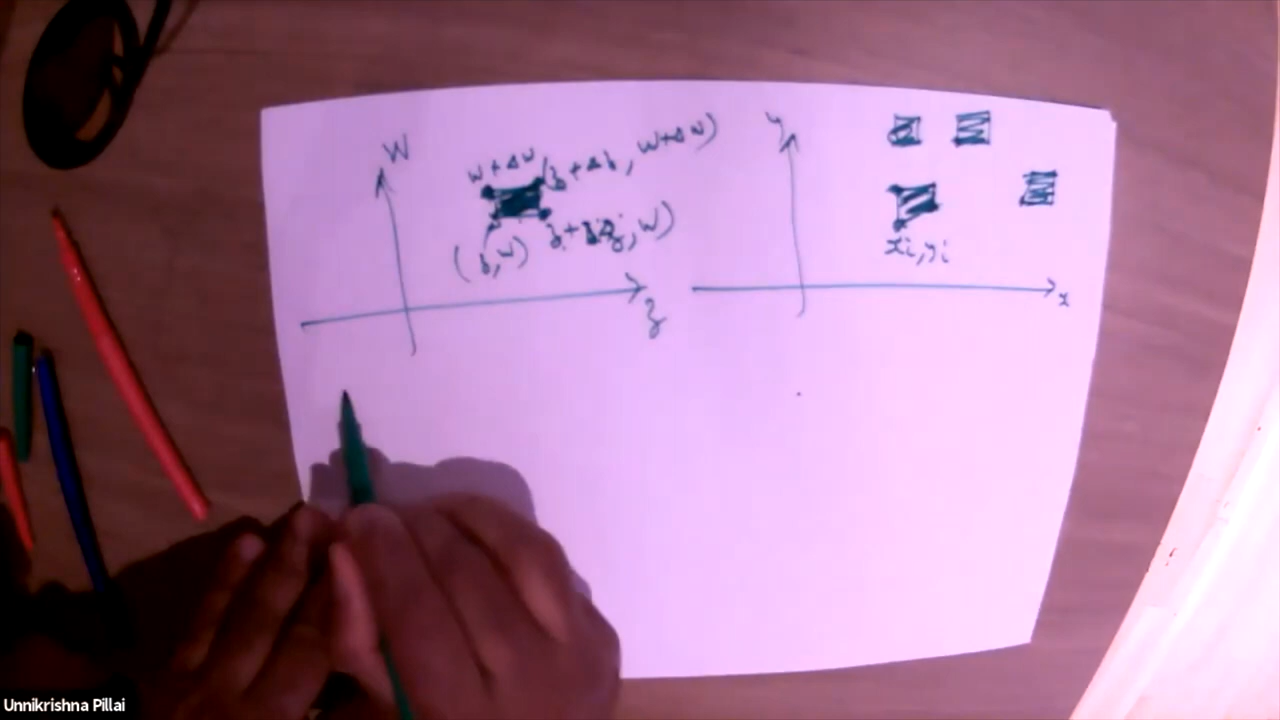 W
w+Δw
(z+Δz, w+Δw)
(z,w)
z+Δz, w)
z
y
xi, yi
x
Unnikrishna Pillai